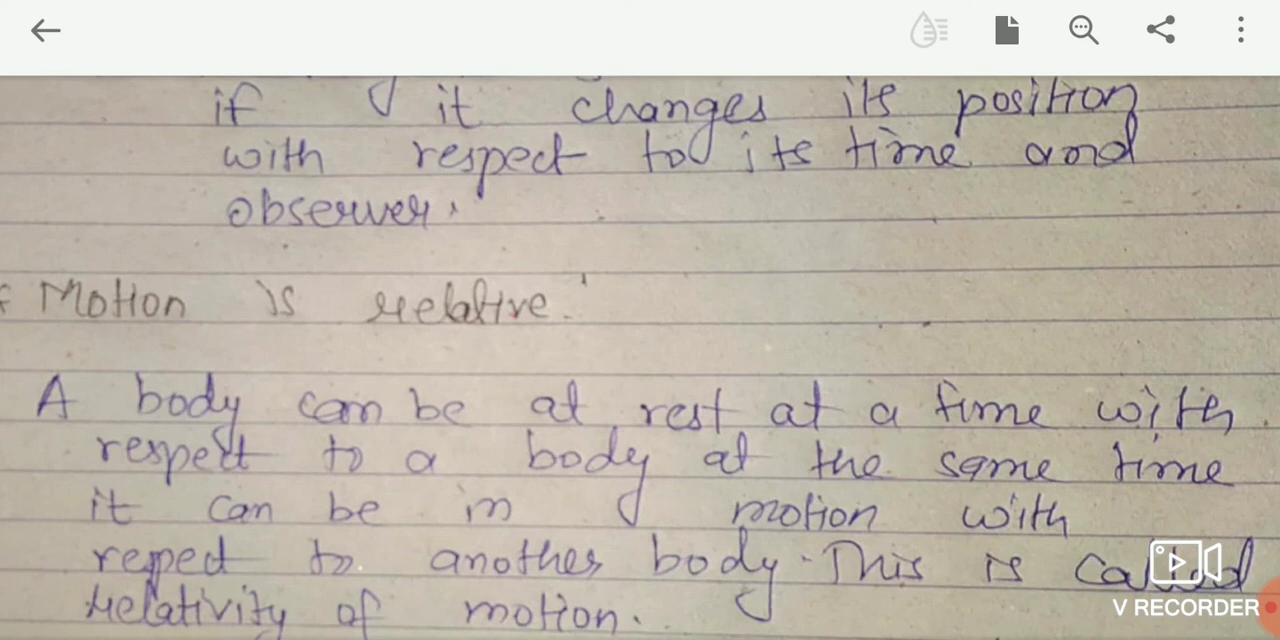 if it changes its position
with respect to its time and
observer.
Motion is relative.
A body can be at rest at a time with
respect to a body at the same time
it can be in motion with
repect to another body. This is called
relativity of motion.
V RECORDER